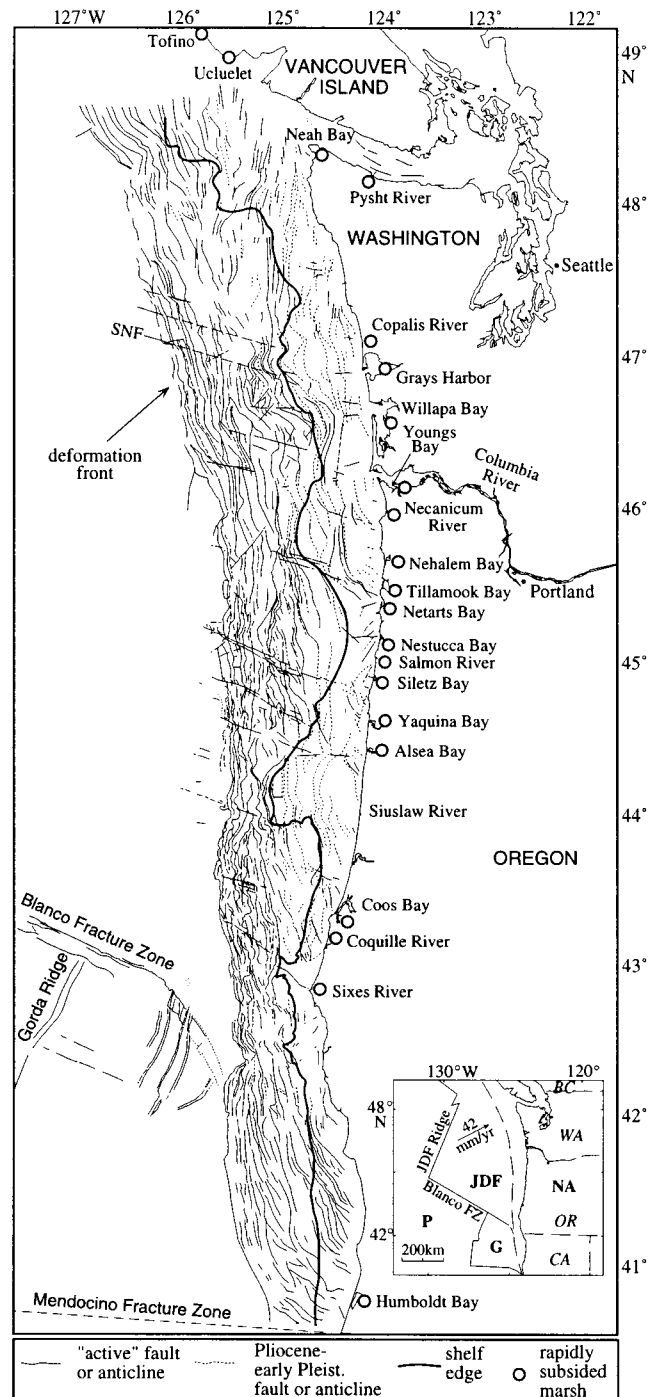 127°W 126° 125° 124° 123° 122°
49° N
Tofino
Ucluelet
VANCOUVER
ISLAND
Neah Bay
Pysht River
48°
WASHINGTON
Seattle
SNF
Copalis River
47°
Grays Harbor
deformation
front
Willapa Bay
Youngs
Bay
Columbia
River
46°
Necanicum
River
Nehalem Bay
Tillamook Bay
Portland
Netarts Bay
Nestucca Bay
45°
Salmon River
Siletz Bay
Yaquina Bay
Alsea Bay
44°
Siuslaw River
OREGON
Coos Bay
Blanco Fracture Zone
Coquille River
43°
Gorda Ridge
Sixes River
130°W 120°
48° N
BC
JDF Ridge
42
mm/yr
WA
JDF
NA
Blanco FZ
P
OR
42°
G
CA
200km
42°
41°
Mendocino Fracture Zone
Humboldt Bay
"active" fault
or anticline
Pliocene-
early Pleist.
fault or anticline
shelf
edge
rapidly
subsided
marsh